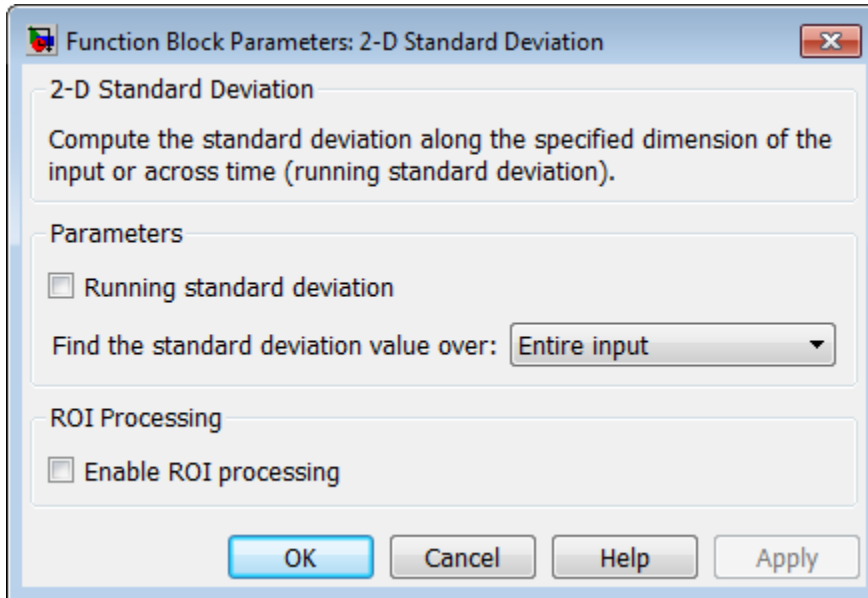 Function Block Parameters: 2-D Standard Deviation
2-D Standard Deviation
Compute the standard deviation along the specified dimension of the
input or across time (running standard deviation).
Parameters
Running standard deviation
Find the standard deviation value over: Entire input
ROI Processing
Enable ROI processing
OK Cancel Help Apply